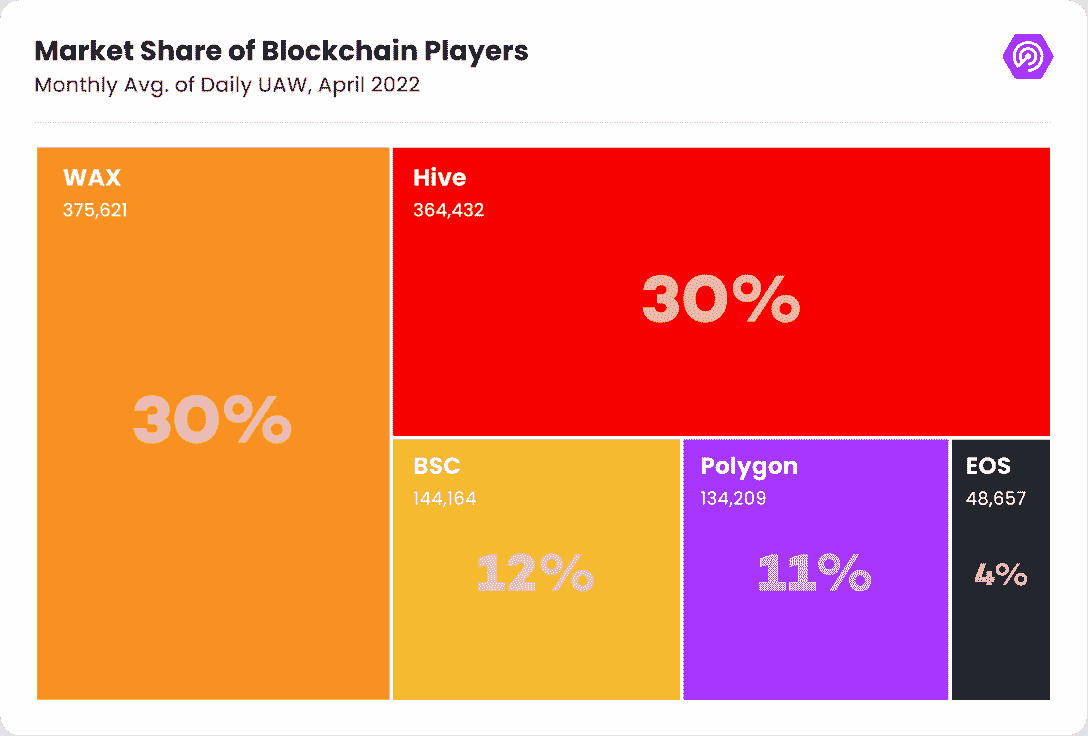 Market Share of Blockchain Players
Monthly Avg. of Daily UAW, April 2022
WAX
375,621
30%
Hive
364,432
30%
BSC
144,164
12%
Polygon
134,209
11%
EOS
48,657
4%